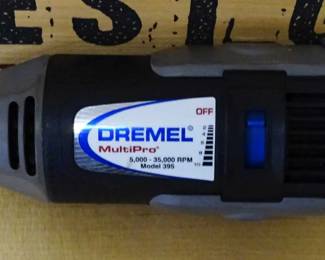 OFF
DREMEL®
MultiPro®
5,000 - 35,000 RPM
Model 395